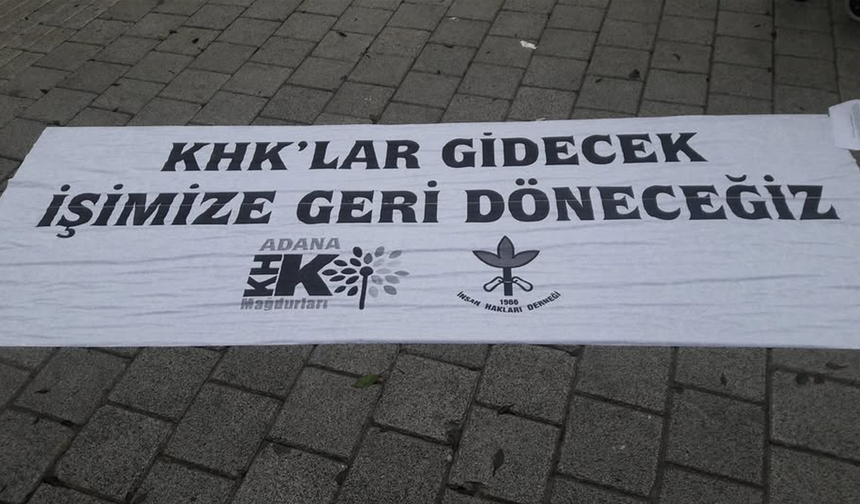 KHK'LAR GİDECEK
İŞİMİZE GERİ DÖNECEĞİZ
ADANA
KHK
Mağdurları
1986
İNSAN HAKLARI DERNEĞİ